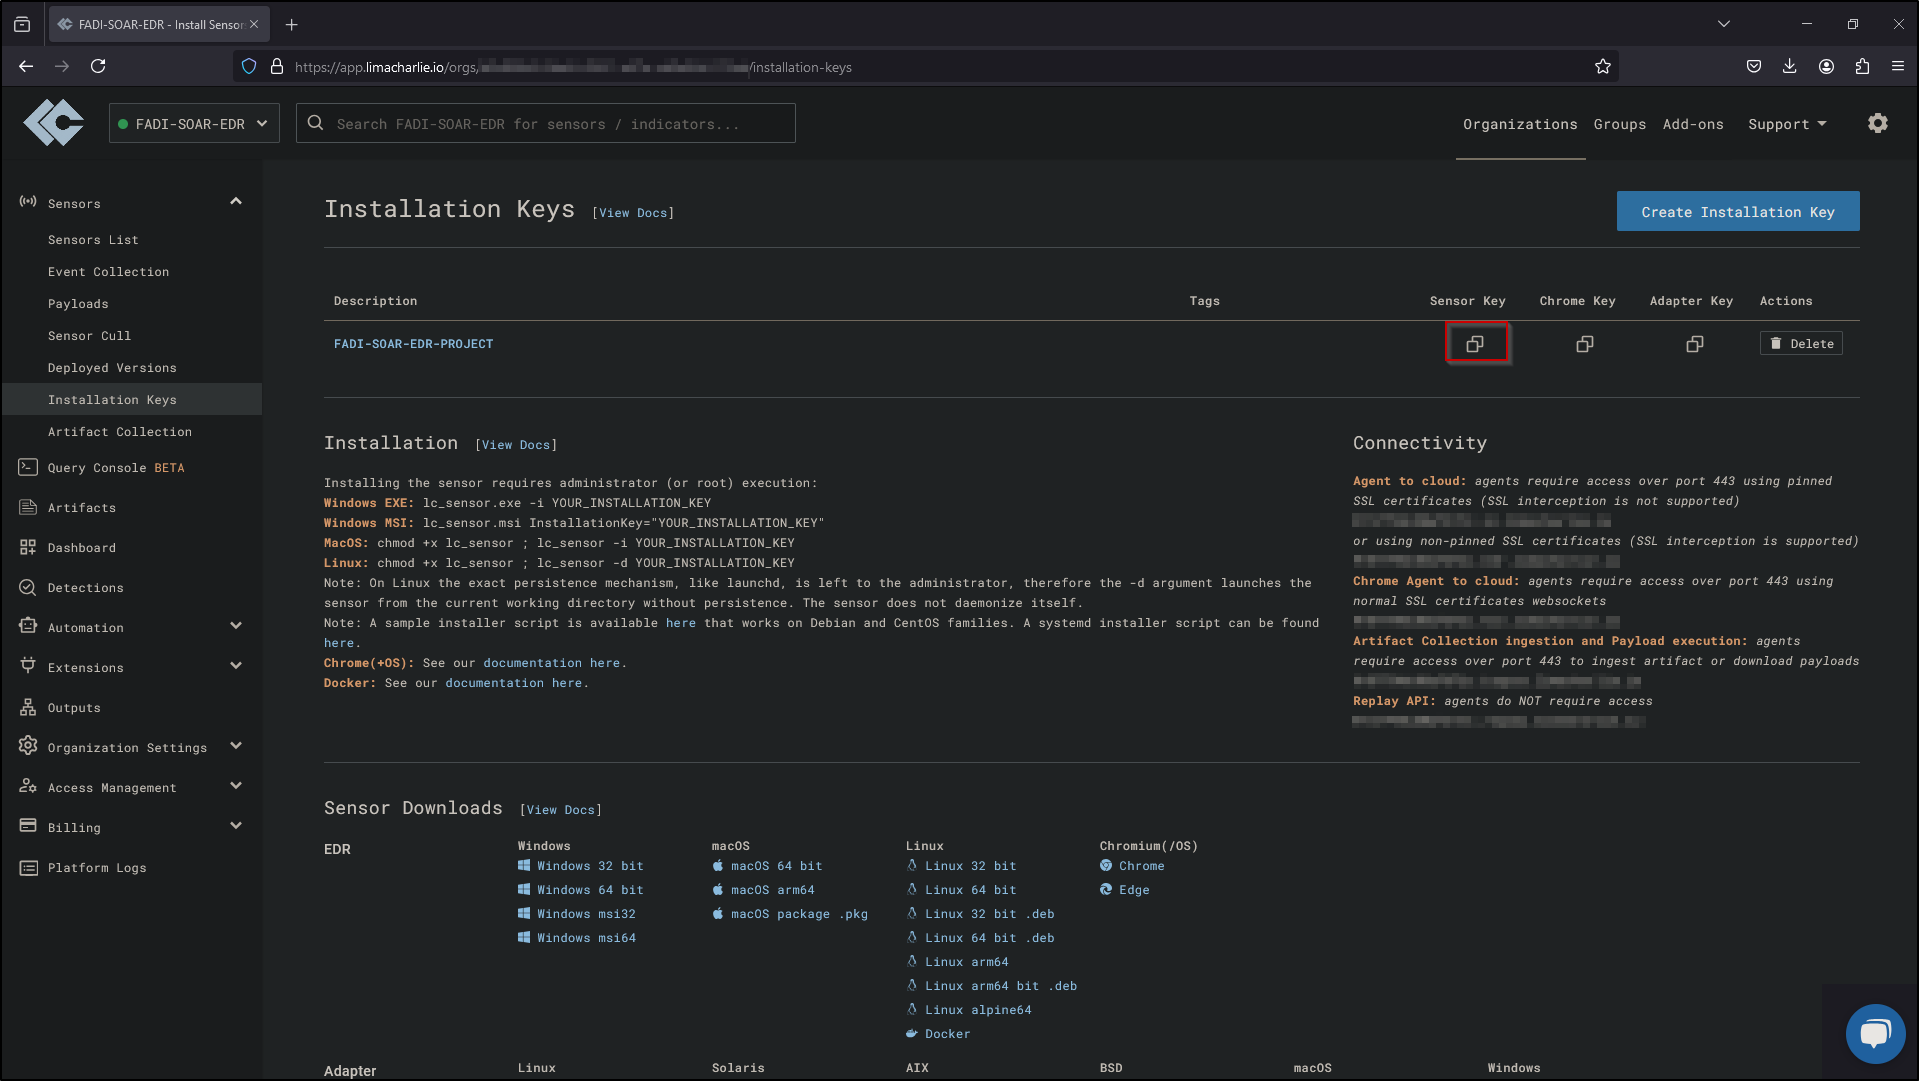 FADI-SOAR-EDR - Install Sensor
https://app.limacharlie.io/orgs/
/installation-keys
FADI-SOAR-EDR
Search FADI-SOAR-EDR for sensors / indicators...
Organizations
Groups
Add-ons
Support
Sensors
Sensors List
Event Collection
Payloads
Sensor Cull
Deployed Versions
Installation Keys
Artifact Collection
Query Console BETA
Artifacts
Dashboard
Detections
Automation
Extensions
Outputs
Organization Settings
Access Management
Billing
Platform Logs
Installation Keys [View Docs]
Create Installation Key
Description Tags Sensor Key Chrome Key Adapter Key Actions
FADI-SOAR-EDR-PROJECT Delete
Installation [View Docs]
Installing the sensor requires administrator (or root) execution:
Windows EXE: lc_sensor.exe -i YOUR_INSTALLATION_KEY
Windows MSI: lc_sensor.msi InstallationKey="YOUR_INSTALLATION_KEY"
MacOS: chmod +x lc_sensor ; lc_sensor -i YOUR_INSTALLATION_KEY
Linux: chmod +x lc_sensor ; lc_sensor -d YOUR_INSTALLATION_KEY
Note: On Linux the exact persistence mechanism, like launchd, is left to the administrator, therefore the -d argument launches the
sensor from the current working directory without persistence. The sensor does not daemonize itself.
Note: A sample installer script is available here that works on Debian and CentOS families. A systemd installer script can be found
here.
Chrome(+OS): See our documentation here.
Docker: See our documentation here.
Connectivity
Agent to cloud: agents require access over port 443 using pinned
SSL certificates (SSL interception is not supported)
or using non-pinned SSL certificates (SSL interception is supported)
Chrome Agent to cloud: agents require access over port 443 using
normal SSL certificates websockets
Artifact Collection ingestion and Payload execution: agents
require access over port 443 to ingest artifact or download payloads
Replay API: agents do NOT require access
Sensor Downloads [View Docs]
EDR
Windows
Windows 32 bit
Windows 64 bit
Windows msi32
Windows msi64
macOS
macOS 64 bit
macOS arm64
macOS package .pkg
Linux
Linux 32 bit
Linux 64 bit
Linux 32 bit .deb
Linux 64 bit .deb
Linux arm64
Linux arm64 bit .deb
Linux alpine64
Docker
Chromium(/OS)
Chrome
Edge
Adapter Linux Solaris AIX BSD macOS Windows